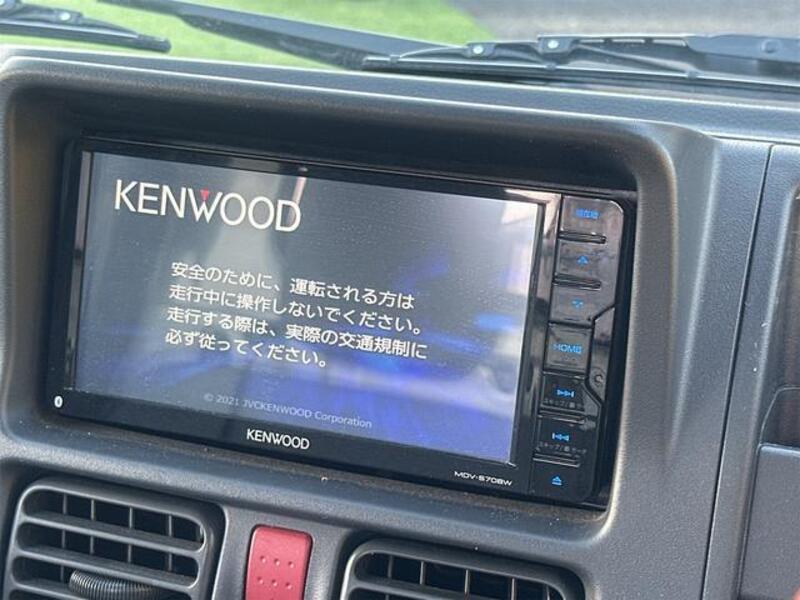 KENWOOD
安全のために、運転される方は
走行中に操作しないでください。
走行する際は、実際の交通規制に
必ず従ってください。
© 2021 JVCKENWOOD Corporation
KENWOOD
MDV-S708W
現在地
HOME